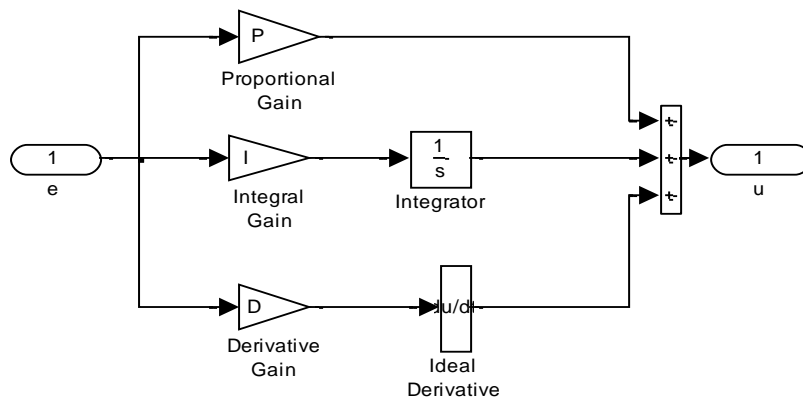 P
Proportional
Gain
1
e
I
Integral
Gain
1
s
Integrator
+
+
+
1
u
D
Derivative
Gain
du/dt
Ideal
Derivative